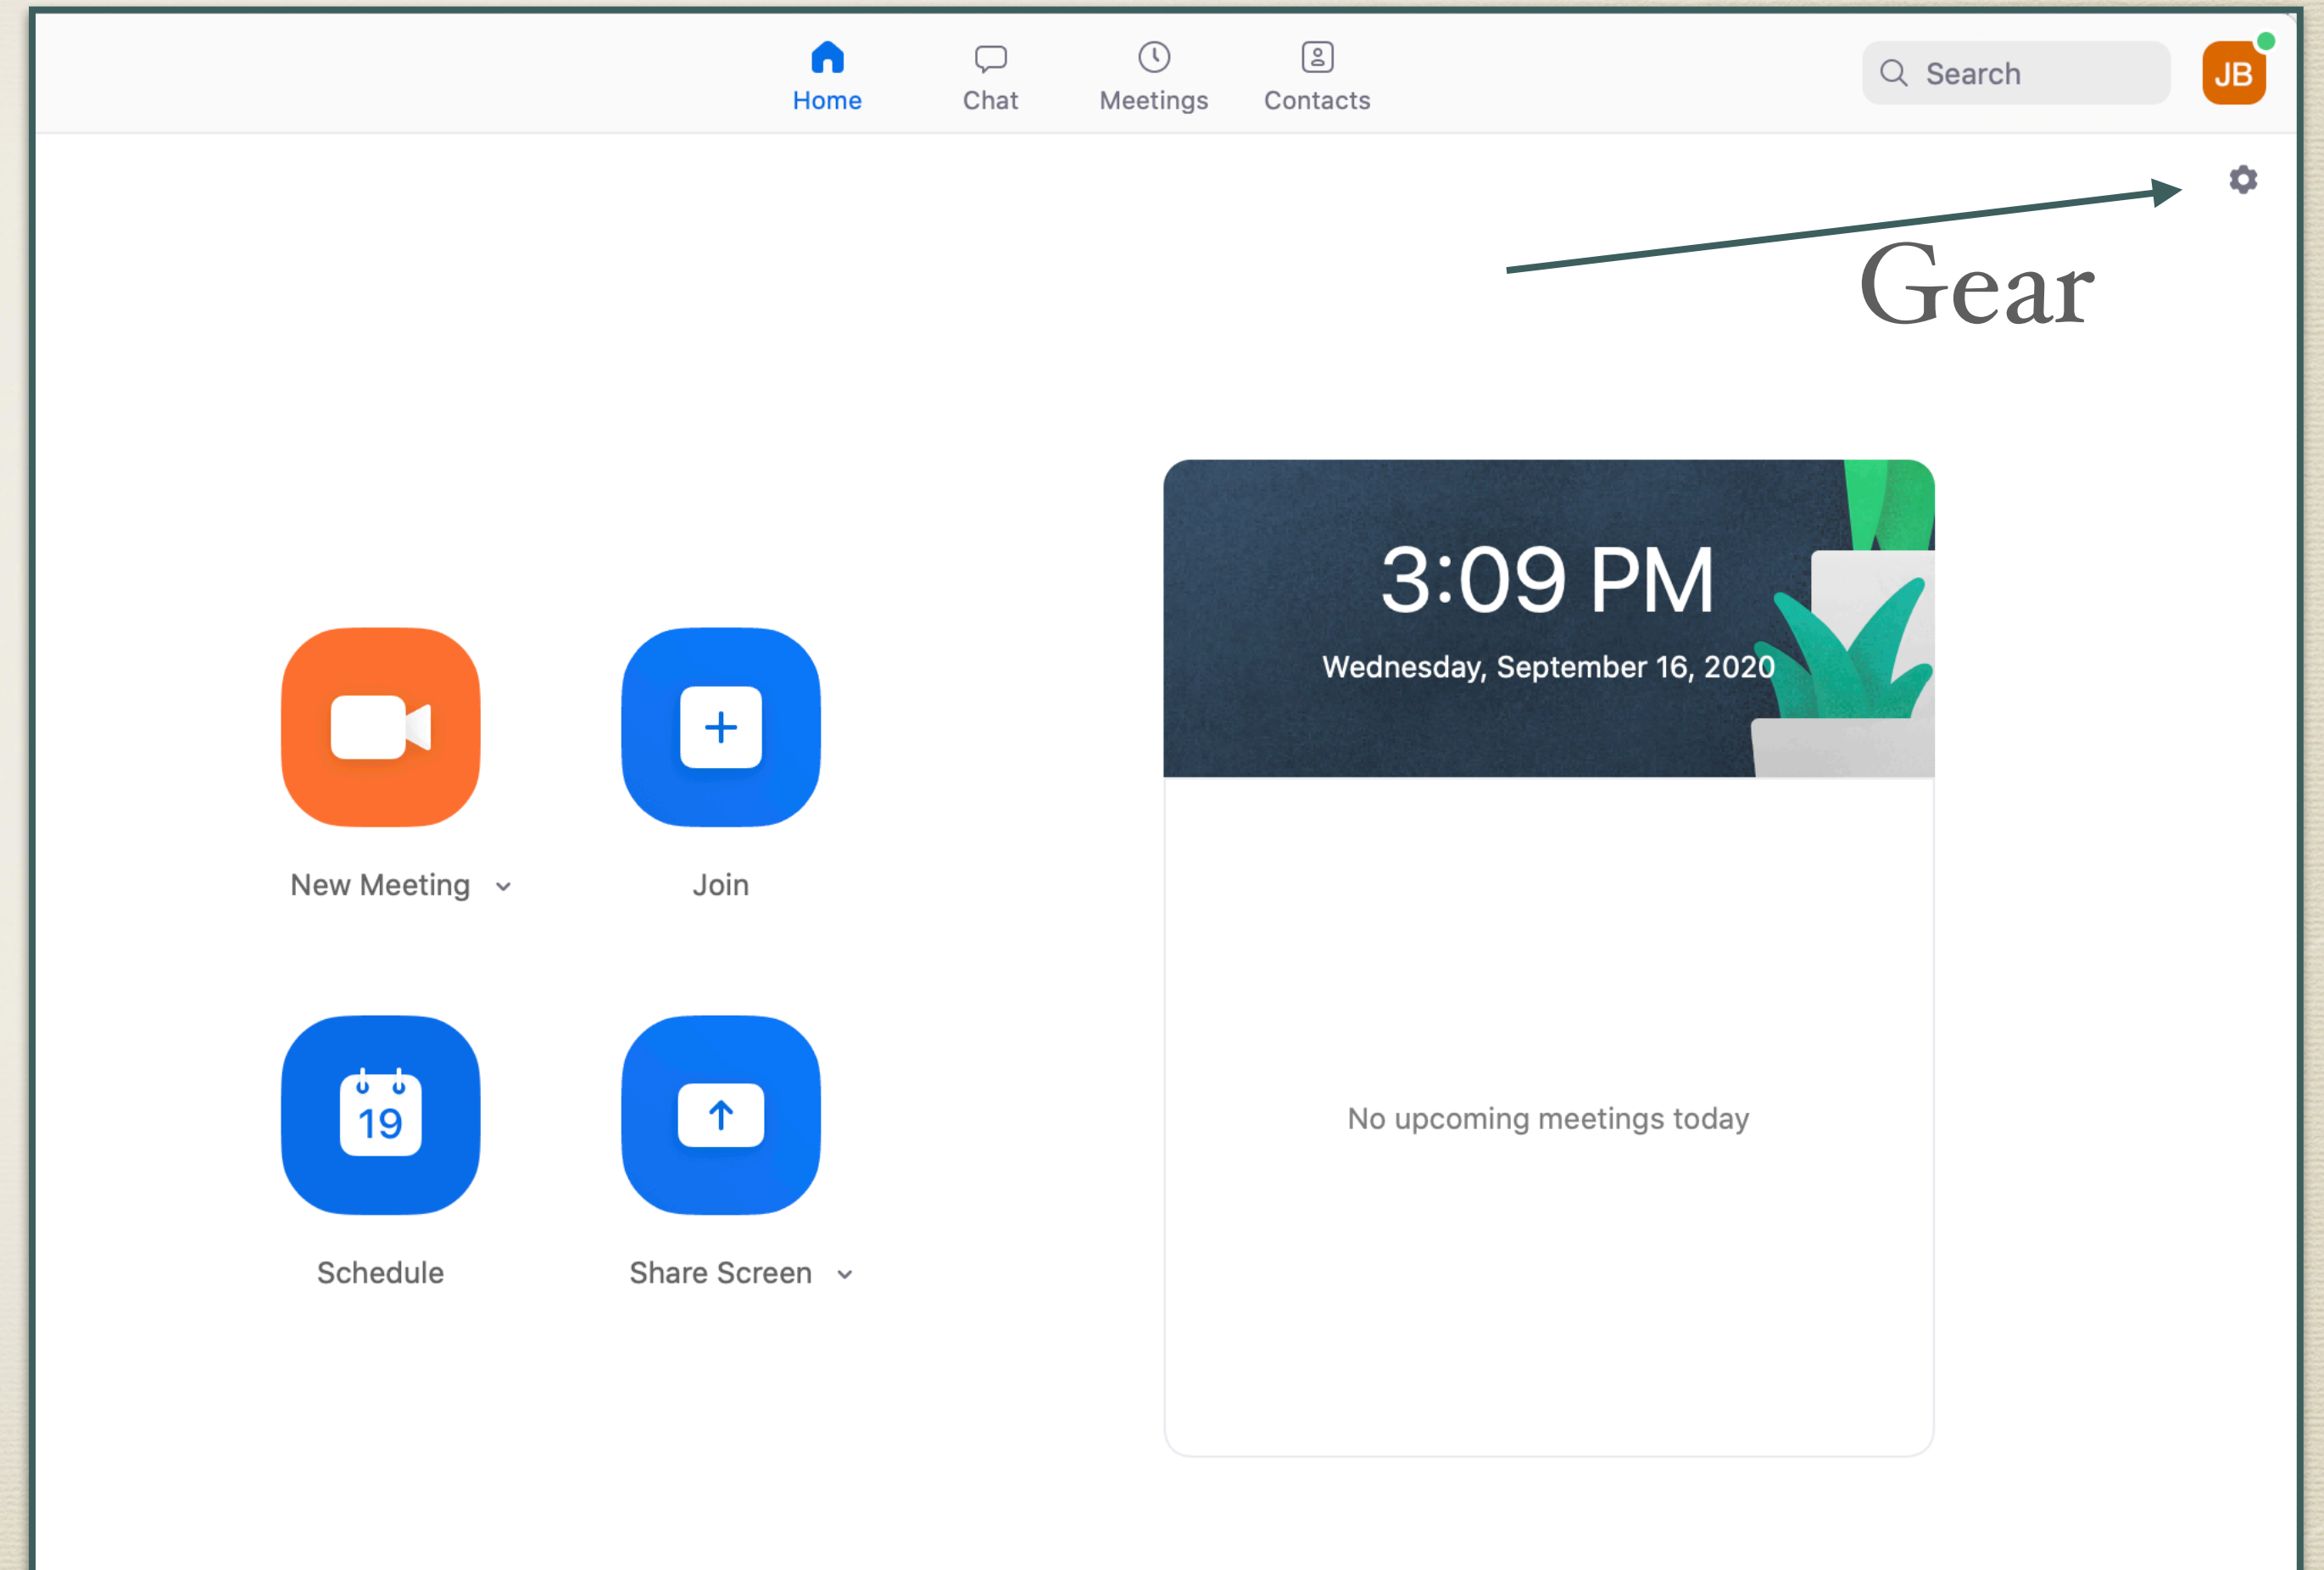 Home Chat Meetings Contacts
Search
JB
Gear
3:09 PM
Wednesday, September 16, 2020
New Meeting
Join
19
Schedule
Share Screen
No upcoming meetings today